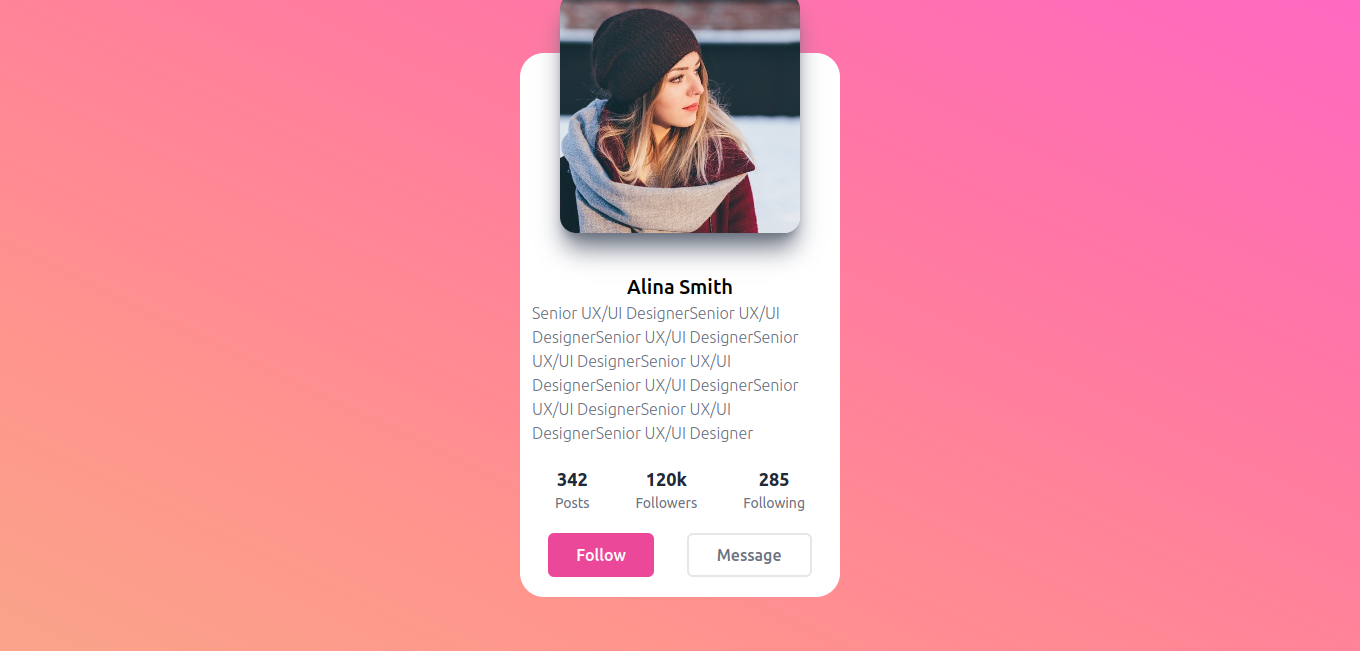 Alina Smith
Senior UX/UI DesignerSenior UX/UI
DesignerSenior UX/UI DesignerSenior
UX/UI DesignerSenior UX/UI
DesignerSenior UX/UI DesignerSenior
UX/UI DesignerSenior UX/UI
DesignerSenior UX/UI Designer
342 120k 285
Posts Followers Following
Follow Message